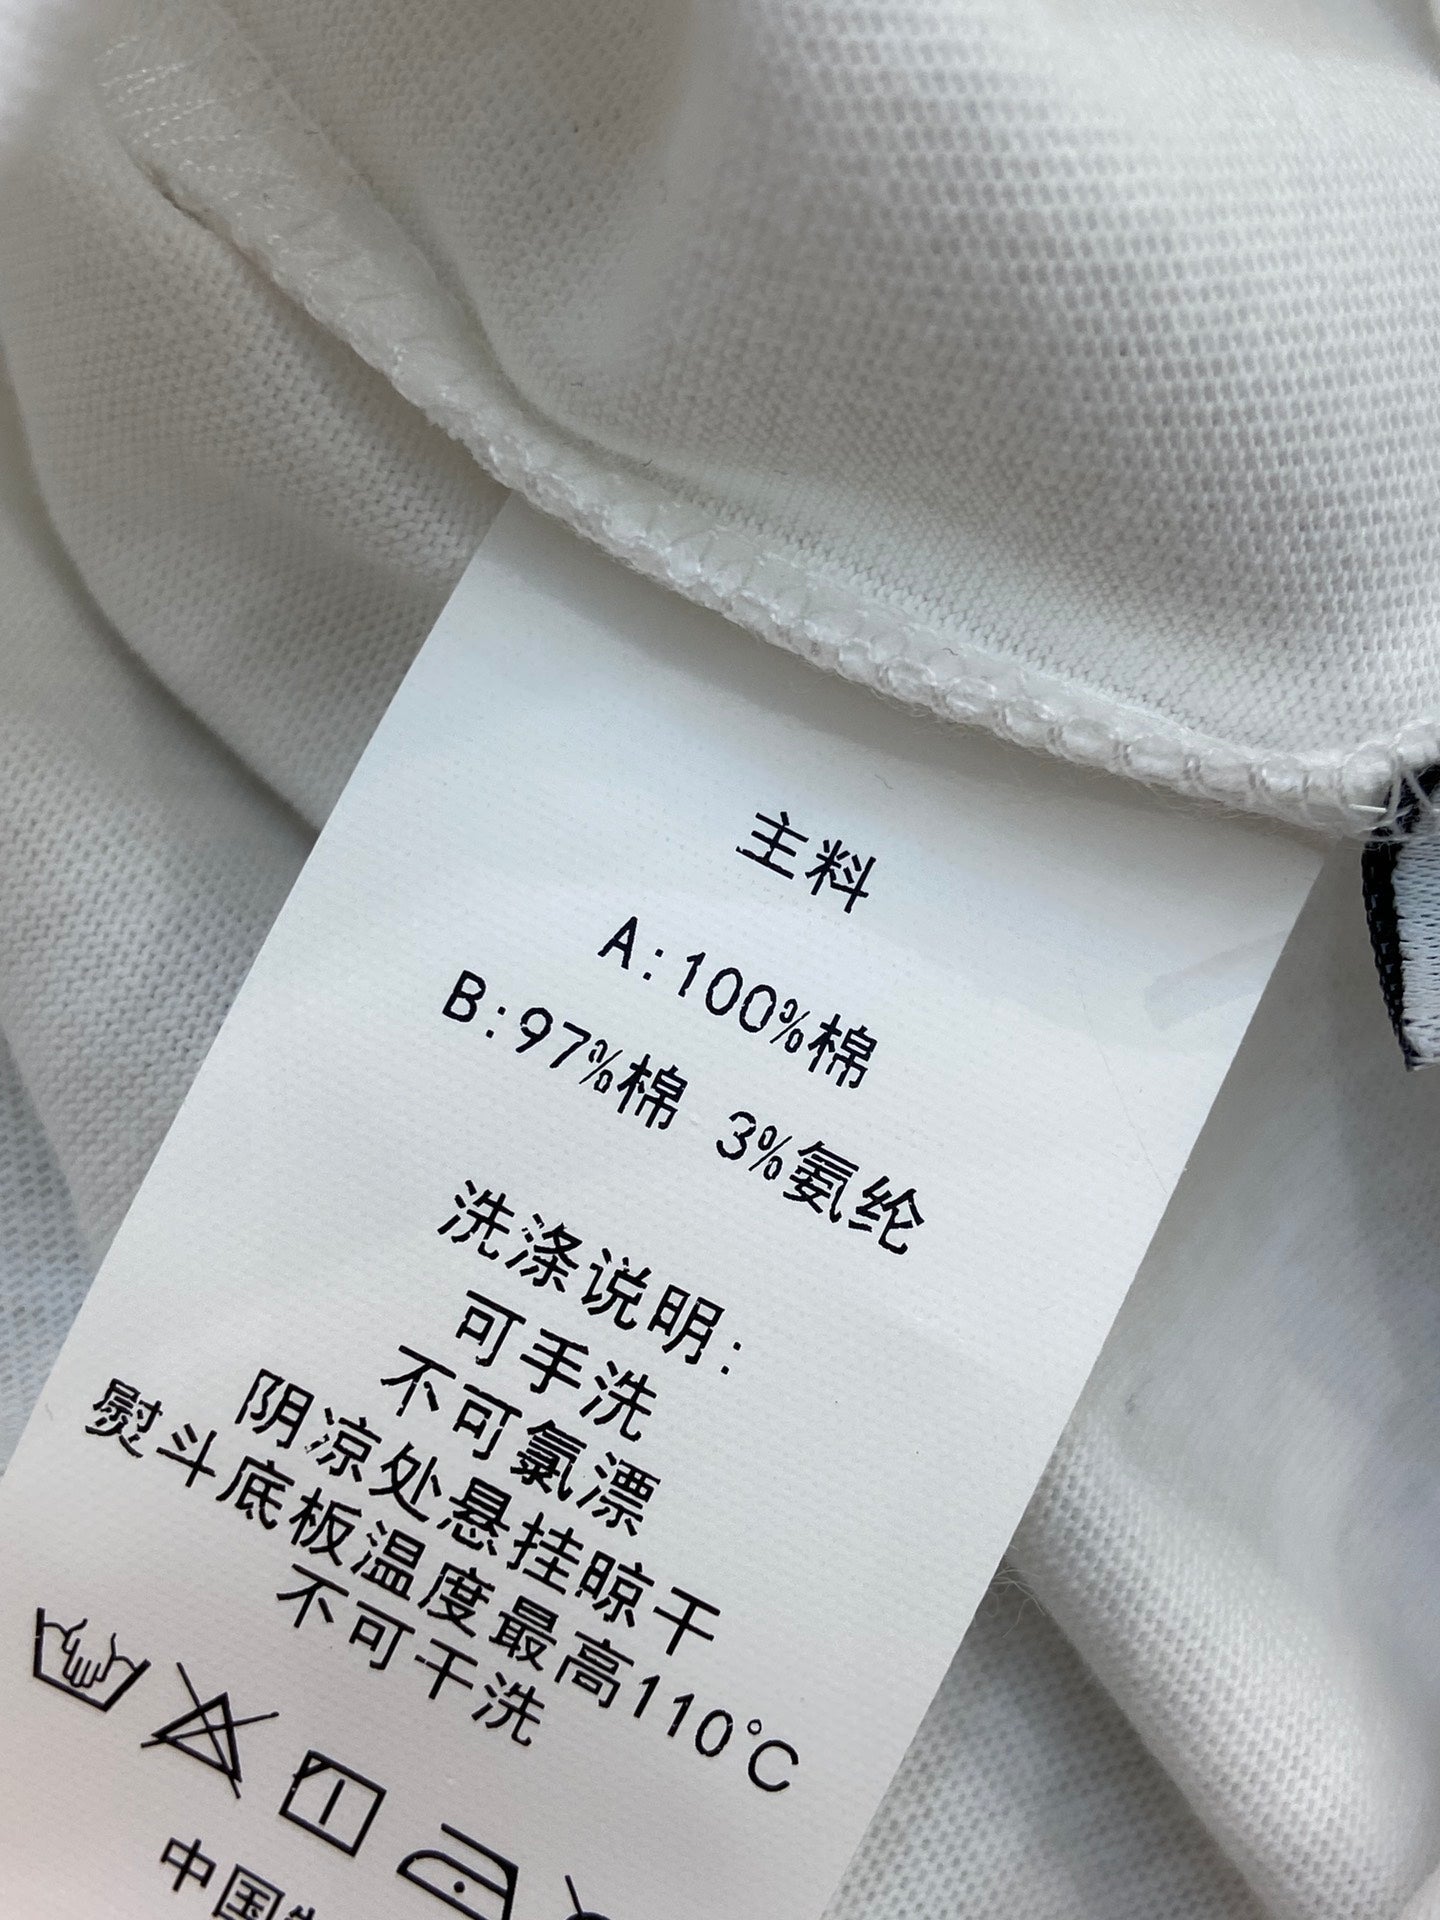 主料
A:100%棉
B:97%棉 3%氨纶
洗涤说明:
可手洗
不可氯漂
阴凉处悬挂晾干
熨斗底板温度最高110℃
不可干洗
中国